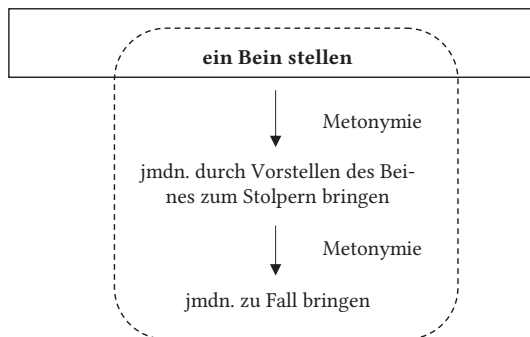 ein Bein stellen
Metonymie
jmdn. durch Vorstellen des Bei-
nes zum Stolpern bringen
Metonymie
jmdn. zu Fall bringen